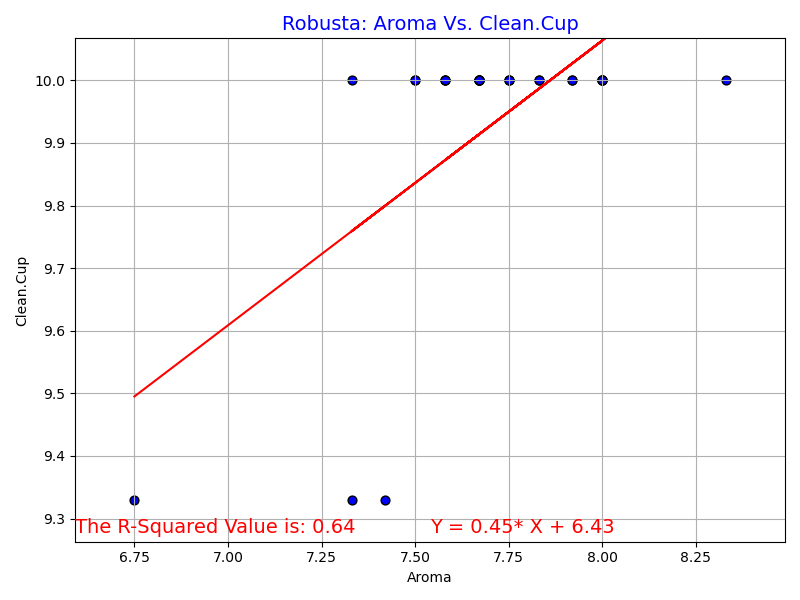 Robusta: Aroma Vs. Clean.Cup
Clean.Cup
10.0
9.9
9.8
9.7
9.6
9.5
9.4
9.3
The R-Squared Value is: 0.64
Y = 0.45* X + 6.43
6.75 7.00 7.25 7.50 7.75 8.00 8.25
Aroma